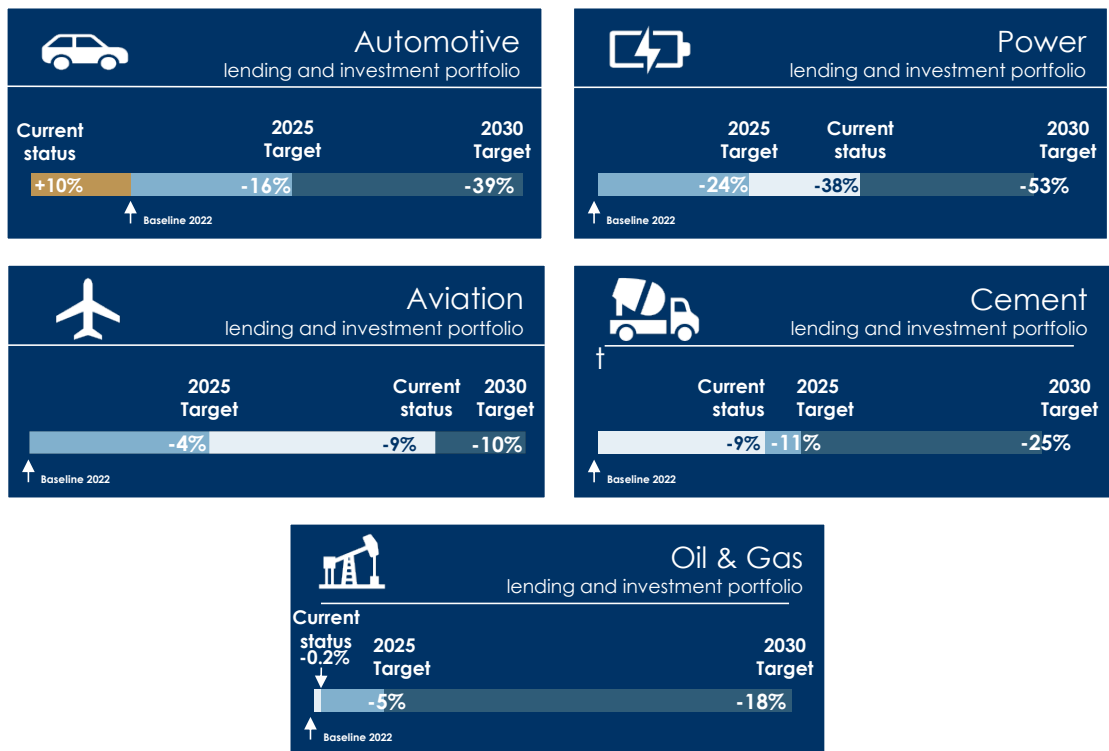 Automotive
lending and investment portfolio
Current
status
2025
Target
2030
Target
+10%
-16%
-39%
Baseline 2022
Power
lending and investment portfolio
2025
Target
Current
status
2030
Target
-24%
-38%
-53%
Baseline 2022
Aviation
lending and investment portfolio
2025
Target
Current
status
2030
Target
-4%
-9%
-10%
Baseline 2022
Cement
lending and investment portfolio
†
Current
status
2025
Target
2030
Target
-9%
-11%
-25%
Baseline 2022
Oil & Gas
lending and investment portfolio
Current
status
-0.2%
2025
Target
2030
Target
-5%
-18%
Baseline 2022